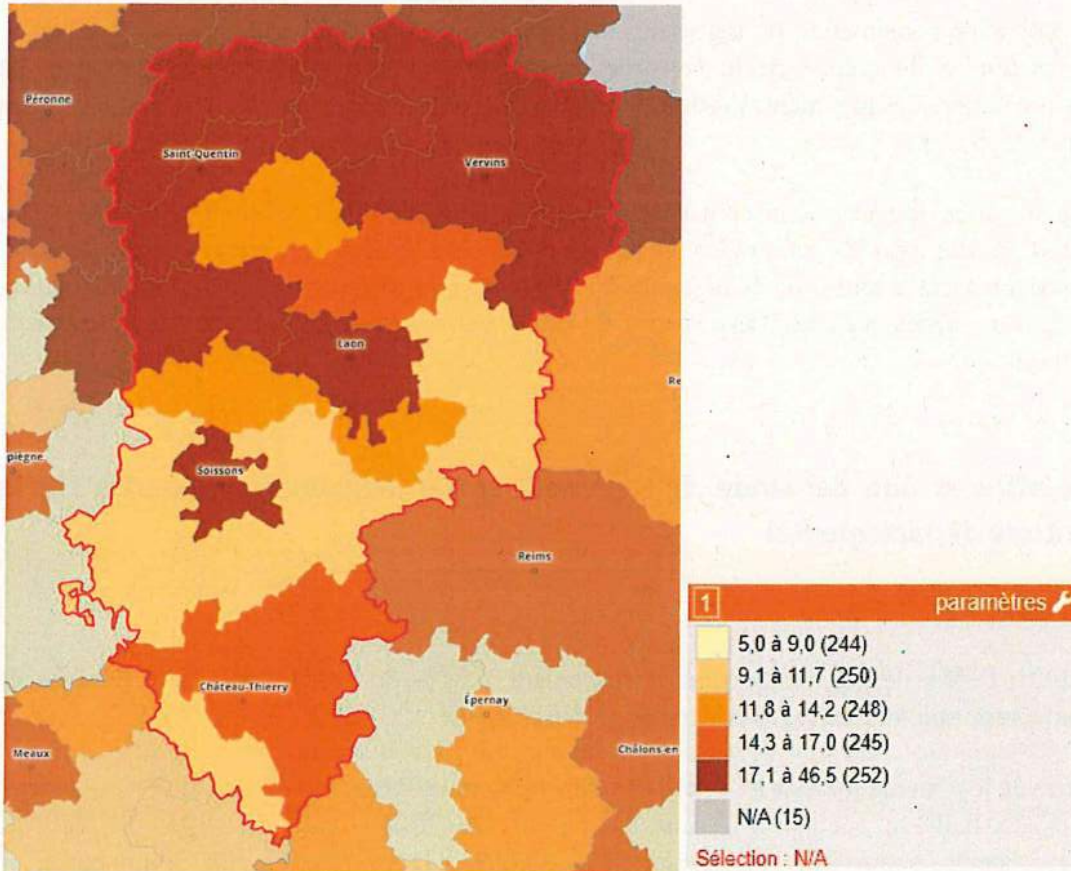 Péronne
Saint-Quentin
Vervins
Laon
Re
piègne
Soissons
Reims
Château-Thierry
Épernay
Meaux
Châlons-en
1 paramètres
5,0 à 9,0 (244)
9,1 à 11,7 (250)
11,8 à 14,2 (248)
14,3 à 17,0 (245)
17,1 à 46,5 (252)
N/A (15)
Sélection : N/A